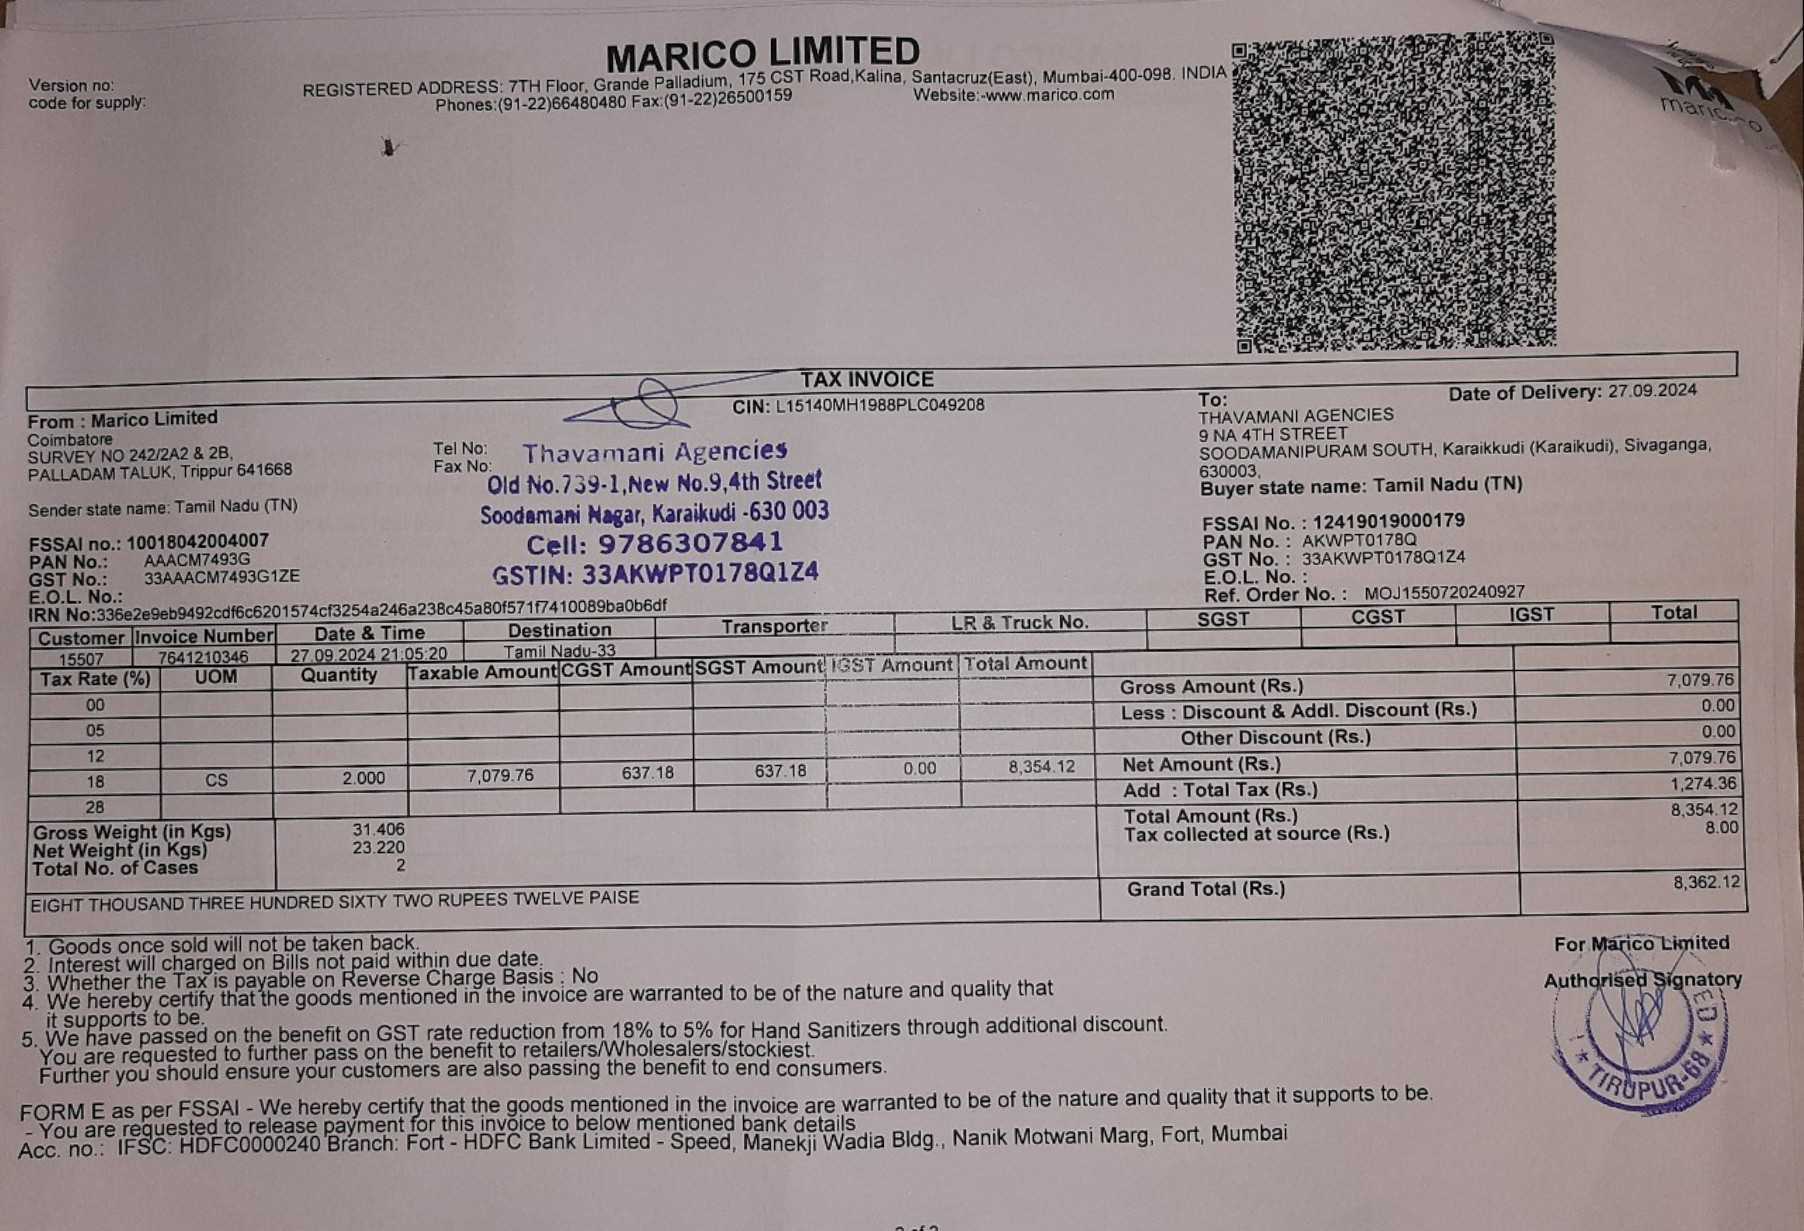 MARICO LIMITED
Version no:
code for supply:
REGISTERED ADDRESS: 7TH Floor, Grande Palladium, 175 CST Road,Kalina, Santacruz(East), Mumbai-400-098. INDIA
Phones:(91-22)66480480 Fax:(91-22)26500159 Website:-www.marico.com
marico
TAX INVOICE
CIN: L15140MH1988PLC049208
From : Marico Limited
Coimbatore
SURVEY NO 242/2A2 & 2B,
PALLADAM TALUK, Trippur 641668
Sender state name: Tamil Nadu (TN)
FSSAI no.: 10018042004007
PAN No.: AAACM7493G
GST No.: 33AAACM7493G1ZE
E.O.L. No.:
IRN No:336e2e9eb9492cdf6c6201574cf3254a246a238c45a80f571f7410089ba0b6df
Tel No:
Fax No:
Thavamani Agencies
Old No.739-1,New No.9,4th Street
Soodamani Nagar, Karaikudi -630 003
Cell: 9786307841
GSTIN: 33AKWPT0178Q1Z4
To:
Date of Delivery: 27.09.2024
THAVAMANI AGENCIES
9 NA 4TH STREET
SOODAMANIPURAM SOUTH, Karaikkudi (Karaikudi), Sivaganga,
630003,
Buyer state name: Tamil Nadu (TN)
FSSAI No. : 12419019000179
PAN No. : AKWPT0178Q
GST No. : 33AKWPT0178Q1Z4
E.O.L. No. :
Ref. Order No. : MOJ1550720240927
Customer Invoice Number Date & Time Destination Transporter LR & Truck No. SGST CGST IGST Total
15507 7641210346 27.09.2024 21:05:20 Tamil Nadu-33
Tax Rate (%) UOM Quantity Taxable Amount CGST Amount SGST Amount IGST Amount Total Amount
00
05
12
18 CS 2.000 7,079.76 637.18 637.18 0.00 8,354.12
28
Gross Amount (Rs.) 7,079.76
Less : Discount & Addl. Discount (Rs.) 0.00
Other Discount (Rs.) 0.00
Net Amount (Rs.) 7,079.76
Add : Total Tax (Rs.) 1,274.36
Total Amount (Rs.) 8,354.12
Tax collected at source (Rs.) 8.00
Gross Weight (in Kgs) 31.406
Net Weight (in Kgs) 23.220
Total No. of Cases 2
Grand Total (Rs.) 8,362.12
EIGHT THOUSAND THREE HUNDRED SIXTY TWO RUPEES TWELVE PAISE
1. Goods once sold will not be taken back.
2. Interest will charged on Bills not paid within due date.
3. Whether the Tax is payable on Reverse Charge Basis : No
4. We hereby certify that the goods mentioned in the invoice are warranted to be of the nature and quality that
it supports to be.
5. We have passed on the benefit on GST rate reduction from 18% to 5% for Hand Sanitizers through additional discount.
You are requested to further pass on the benefit to retailers/Wholesalers/stockiest.
Further you should ensure your customers are also passing the benefit to end consumers.
For Marico Limited
Authorised Signatory
TIRUPUR-68
FORM E as per FSSAI - We hereby certify that the goods mentioned in the invoice are warranted to be of the nature and quality that it supports to be.
- You are requested to release payment for this invoice to below mentioned bank details
Acc. no.: IFSC: HDFC0000240 Branch: Fort - HDFC Bank Limited - Speed, Manekji Wadia Bldg., Nanik Motwani Marg, Fort, Mumbai